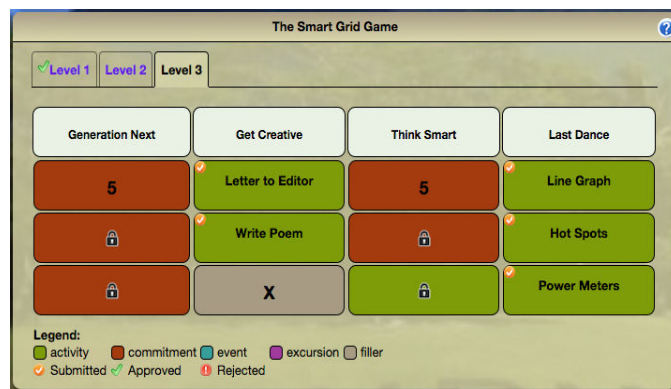 The Smart Grid Game
?
Level 1 Level 2 Level 3
Generation Next Get Creative Think Smart Last Dance
5 Letter to Editor 5 Line Graph
Write Poem Hot Spots
X Power Meters
Legend:
activity commitment event excursion filler
Submitted Approved Rejected